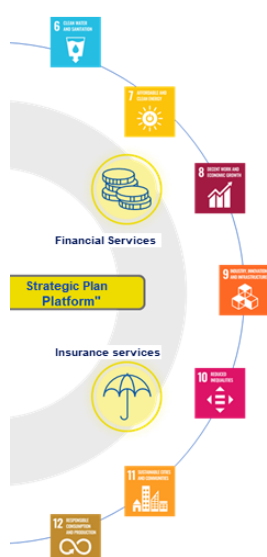 6 CLEAN WATER
AND SANITATION
7 AFFORDABLE AND
CLEAN ENERGY
8 DECENT WORK AND
ECONOMIC GROWTH
Financial Services
9 INDUSTRY, INNOVATION
AND INFRASTRUCTURE
Strategic Plan
Platform"
Insurance services
10 REDUCED
INEQUALITIES
11 SUSTAINABLE CITIES
AND COMMUNITIES
12 RESPONSIBLE
CONSUMPTION
AND PRODUCTION